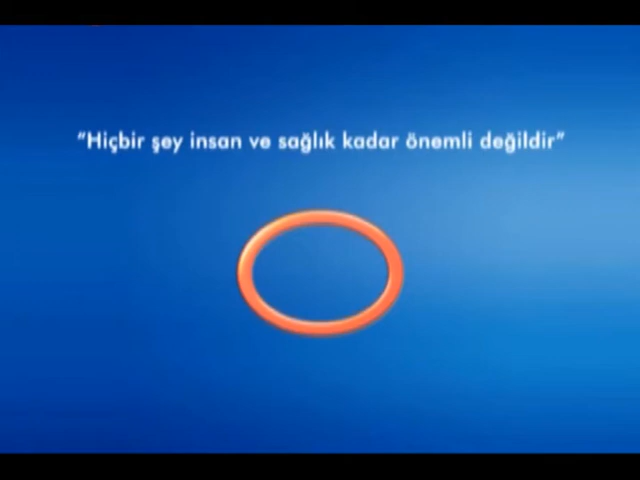 “Hiçbir şey insan ve sağlık kadar önemli değildir”